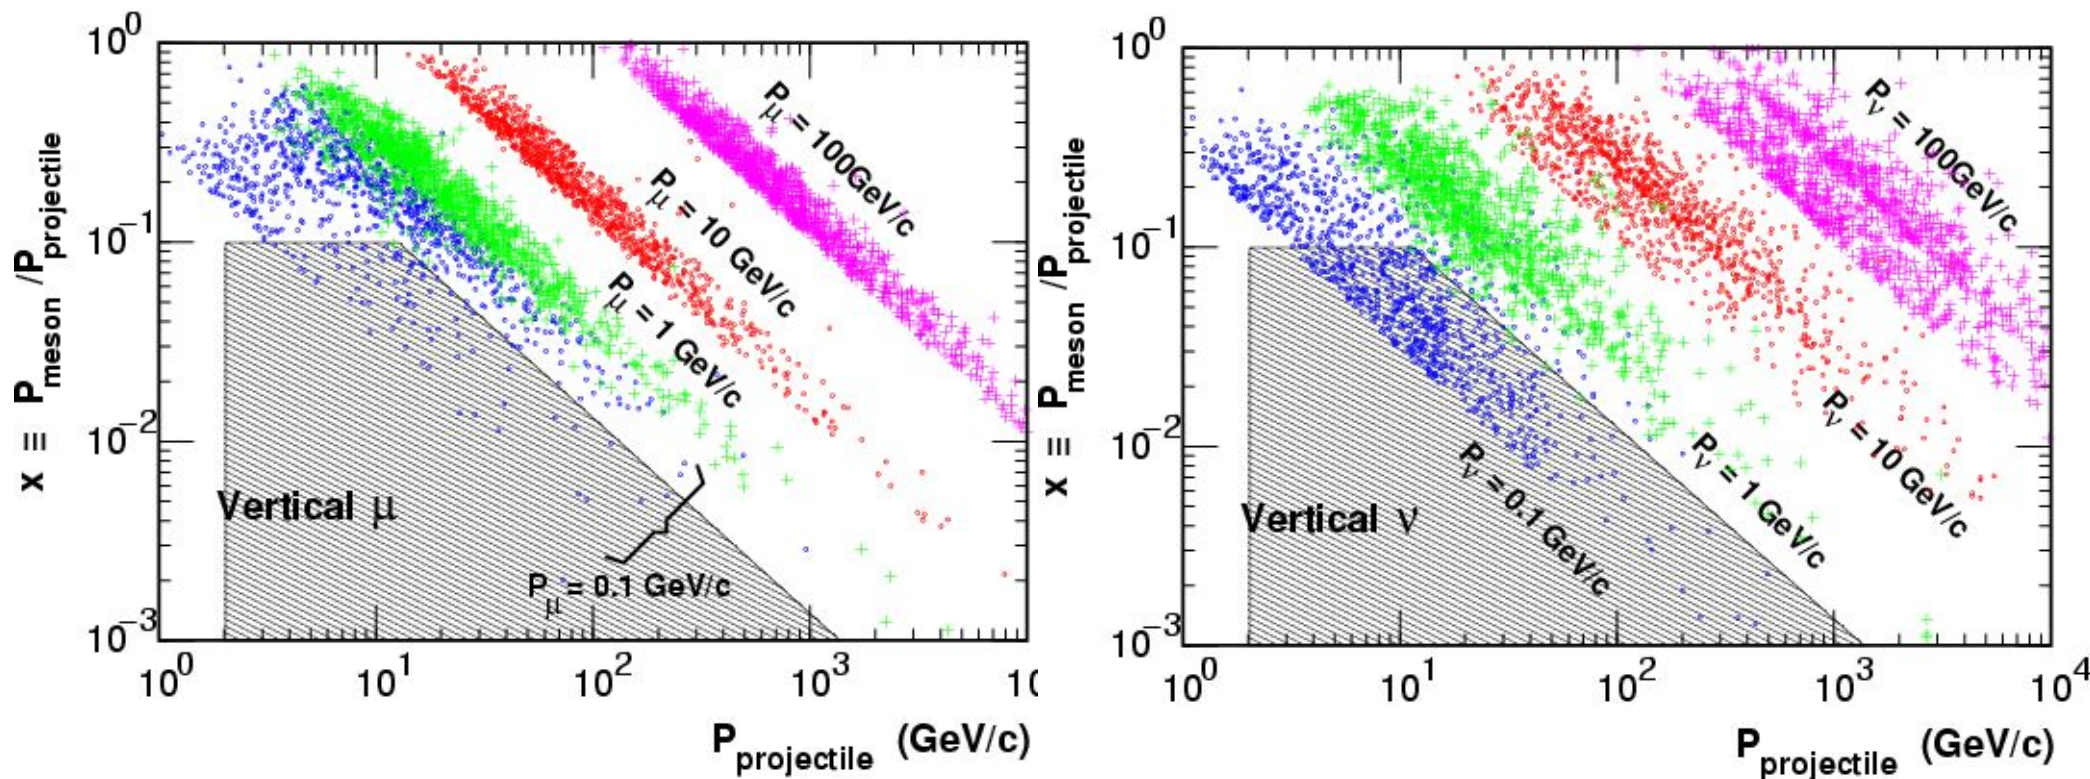 10^0
10^-1
10^-2
10^-3
x ≡ P_meson /P_projectile
P_μ = 100GeV/c
P_μ = 10 GeV/c
P_μ = 1 GeV/c
P_μ = 0.1 GeV/c
Vertical μ
10^0 10^1 10^2 10^3 10
P_projectile (GeV/c)
10^0
10^-1
10^-2
10^-3
x ≡ P_meson /P_projectile
P_ν = 100GeV/c
P_ν = 10 GeV/c
P_ν = 1 GeV/c
P_ν = 0.1 GeV/c
Vertical ν
10^0 10^1 10^2 10^3 10^4
P_projectile (GeV/c)